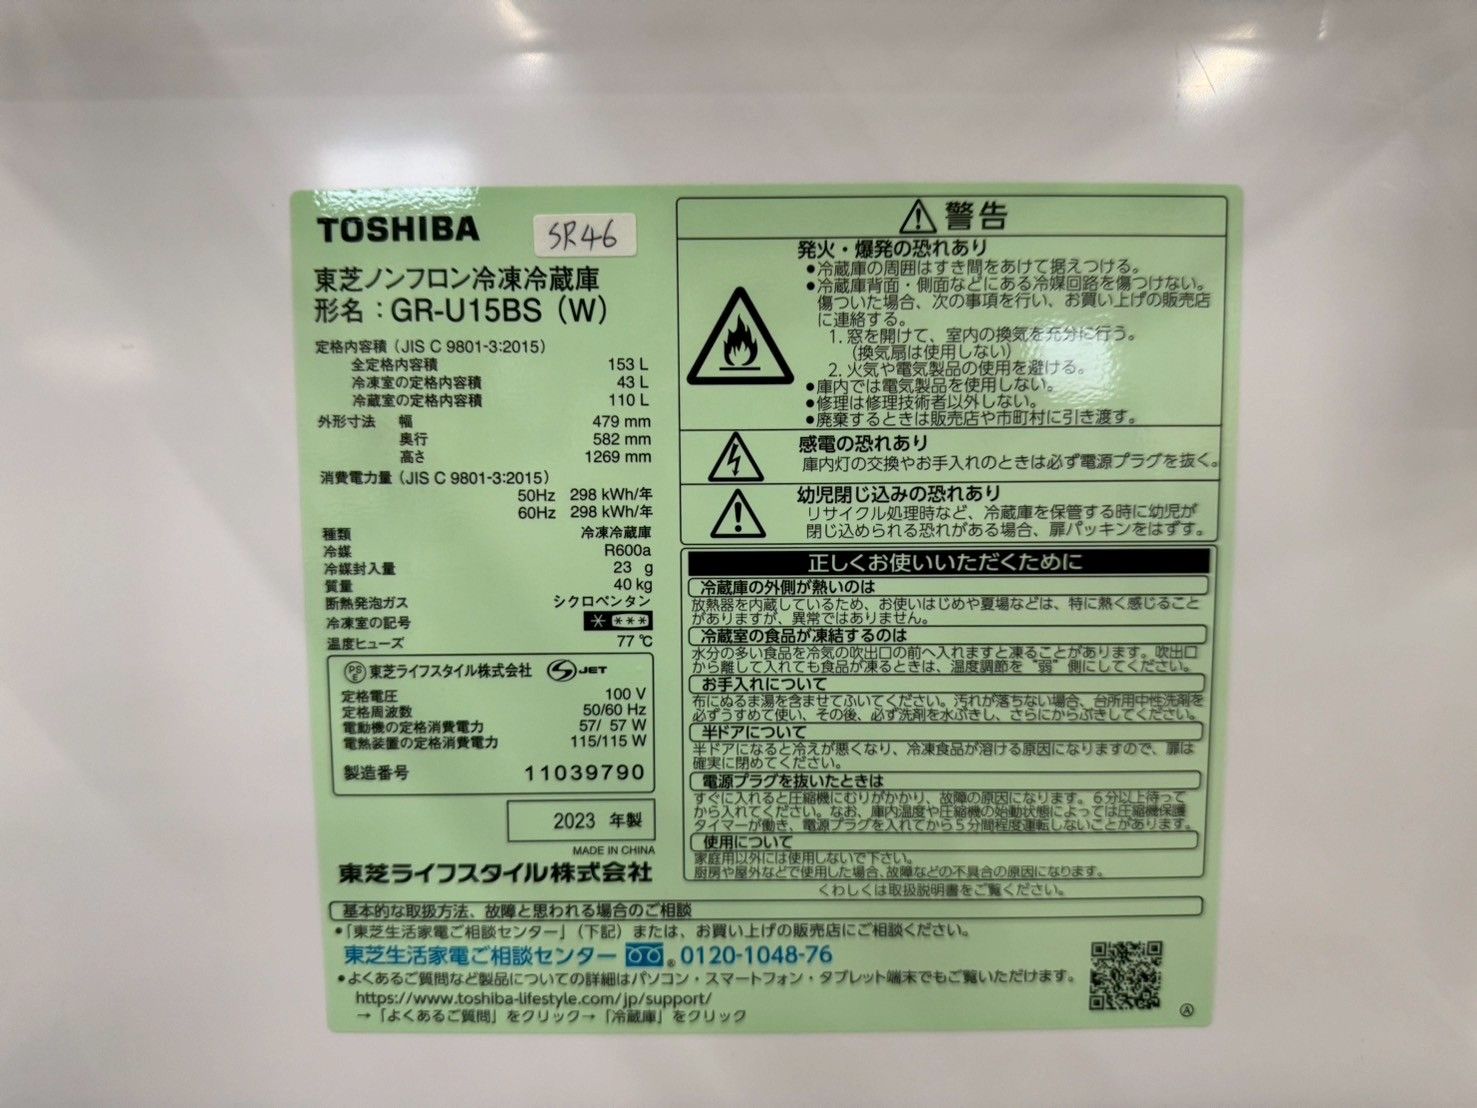 TOSHIBA
SR46
東芝ノンフロン冷凍冷蔵庫
形名：GR-U15BS（W）
定格内容積（JIS C 9801-3:2015）
全定格内容積 153 L
冷凍室の定格内容積 43 L
冷蔵室の定格内容積 110 L
外形寸法 幅 479 mm
奥行 582 mm
高さ 1269 mm
消費電力量（JIS C 9801-3:2015）
50Hz 298 kWh/年
60Hz 298 kWh/年
種類 冷凍冷蔵庫
冷媒 R600a
冷媒封入量 23 g
質量 40 kg
断熱発泡ガス シクロペンタン
冷凍室の記号 * ***
温度ヒューズ 77 ℃
PSE 東芝ライフスタイル株式会社 JET
定格電圧 100 V
定格周波数 50/60 Hz
電動機の定格消費電力 57/ 57 W
電熱装置の定格消費電力 115/115 W
製造番号 11039790
2023 年製
MADE IN CHINA
東芝ライフスタイル株式会社
警告
発火・爆発の恐れあり
●冷蔵庫の周囲はすき間をあけて据えつける。
●冷蔵庫背面・側面などにある冷媒回路を傷つけない。
傷ついた場合、次の事項を行い、お買い上げの販売店
に連絡する。
1. 窓を開けて、室内の換気を充分に行う。
（換気扇は使用しない）
2. 火気や電気製品の使用を避ける。
●庫内では電気製品を使用しない。
●修理は修理技術者以外しない。
●廃棄するときは販売店や市町村に引き渡す。
感電の恐れあり
庫内灯の交換やお手入れのときは必ず電源プラグを抜く。
幼児閉じ込みの恐れあり
リサイクル処理時など、冷蔵庫を保管する時に幼児が
閉じ込められる恐れがある場合、扉パッキンをはずす。
正しくお使いいただくために
冷蔵庫の外側が熱いのは
放熱器を内蔵しているため、お使いはじめや夏場などは、特に熱く感じること
がありますが、異常ではありません。
冷蔵室の食品が凍結するのは
水分の多い食品を冷気の吹出口の前へ入れますと凍ることがあります。吹出口
から離して入れても食品が凍るときは、温度調節を“弱”側にしてください。
お手入れについて
布にぬるま湯を含ませてふいてください。汚れが落ちない場合、台所用中性洗剤を
必ずうすめて使い、その後、必ず洗剤を水ぶきし、さらにからぶきしてください。
半ドアについて
半ドアになると冷えが悪くなり、冷凍食品が溶ける原因になりますので、扉は
確実に閉めてください。
電源プラグを抜いたときは
すぐに入れると圧縮機にむりがかかり、故障の原因になります。6分以上待って
から入れてください。なお、庫内温度や圧縮機の始動状態によっては圧縮機保護
タイマーが働き、電源プラグを入れてから5分間程度運転しないことがあります。
使用について
家庭用以外には使用しないで下さい。
厨房や屋外などで使用した場合、故障などの不具合の原因になります。
くわしくは取扱説明書をご覧ください。
基本的な取扱方法、故障と思われる場合のご相談
●「東芝生活家電ご相談センター」（下記）または、お買い上げの販売店にご相談ください。
東芝生活家電ご相談センター ® 0120-1048-76
●よくあるご質問など製品についての詳細はパソコン・スマートフォン・タブレット端末でもご覧いただけます。
https://www.toshiba-lifestyle.com/jp/support/
→「よくあるご質問」をクリック→「冷蔵庫」をクリック
Ⓐ